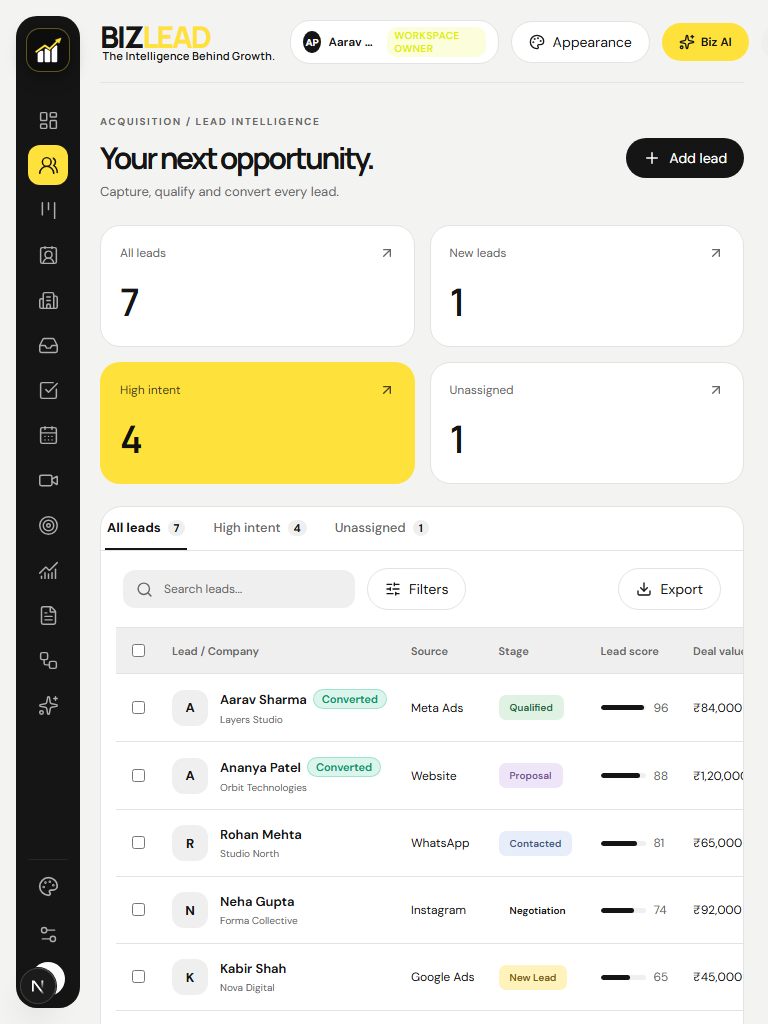 BIZLEAD
The Intelligence Behind Growth.
AP Aarav ...
WORKSPACE
OWNER
Appearance
Biz AI
ACQUISITION / LEAD INTELLIGENCE
Your next opportunity.
Capture, qualify and convert every lead.
Add lead
All leads
7
New leads
1
High intent
4
Unassigned
1
All leads 7 High intent 4 Unassigned 1
Search leads...
Filters
Export
Lead / Company Source Stage Lead score Deal value
A Aarav Sharma Converted Meta Ads Qualified 96 ₹84,000
Layers Studio
A Ananya Patel Converted Website Proposal 88 ₹1,20,000
Orbit Technologies
R Rohan Mehta WhatsApp Contacted 81 ₹65,000
Studio North
N Neha Gupta Instagram Negotiation 74 ₹92,000
Forma Collective
K Kabir Shah Google Ads New Lead 65 ₹45,000
Nova Digital
N